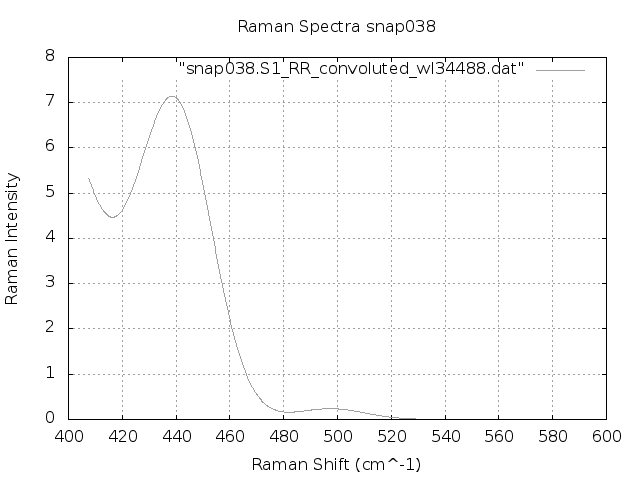 Raman Spectra snap038
"snap038.S1_RR_convoluted_wl34488.dat"
8
7
6
5
4
3
2
1
0
Raman Intensity
400 420 440 460 480 500 520 540 560 580 600
Raman Shift (cm^-1)